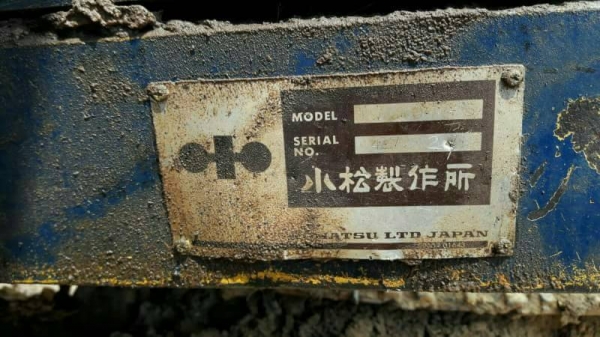 MODEL
SERIAL
NO.
小松製作所
MATSU LTD JAPAN